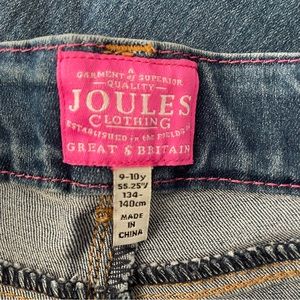 A
GARMENT of SUPERIOR
QUALITY
JOULES
CLOTHING
ESTABLISHED in the FIELDS of
GREAT BRITAIN
9-10y
55.25"/
134-
140cm
MADE
IN
CHINA